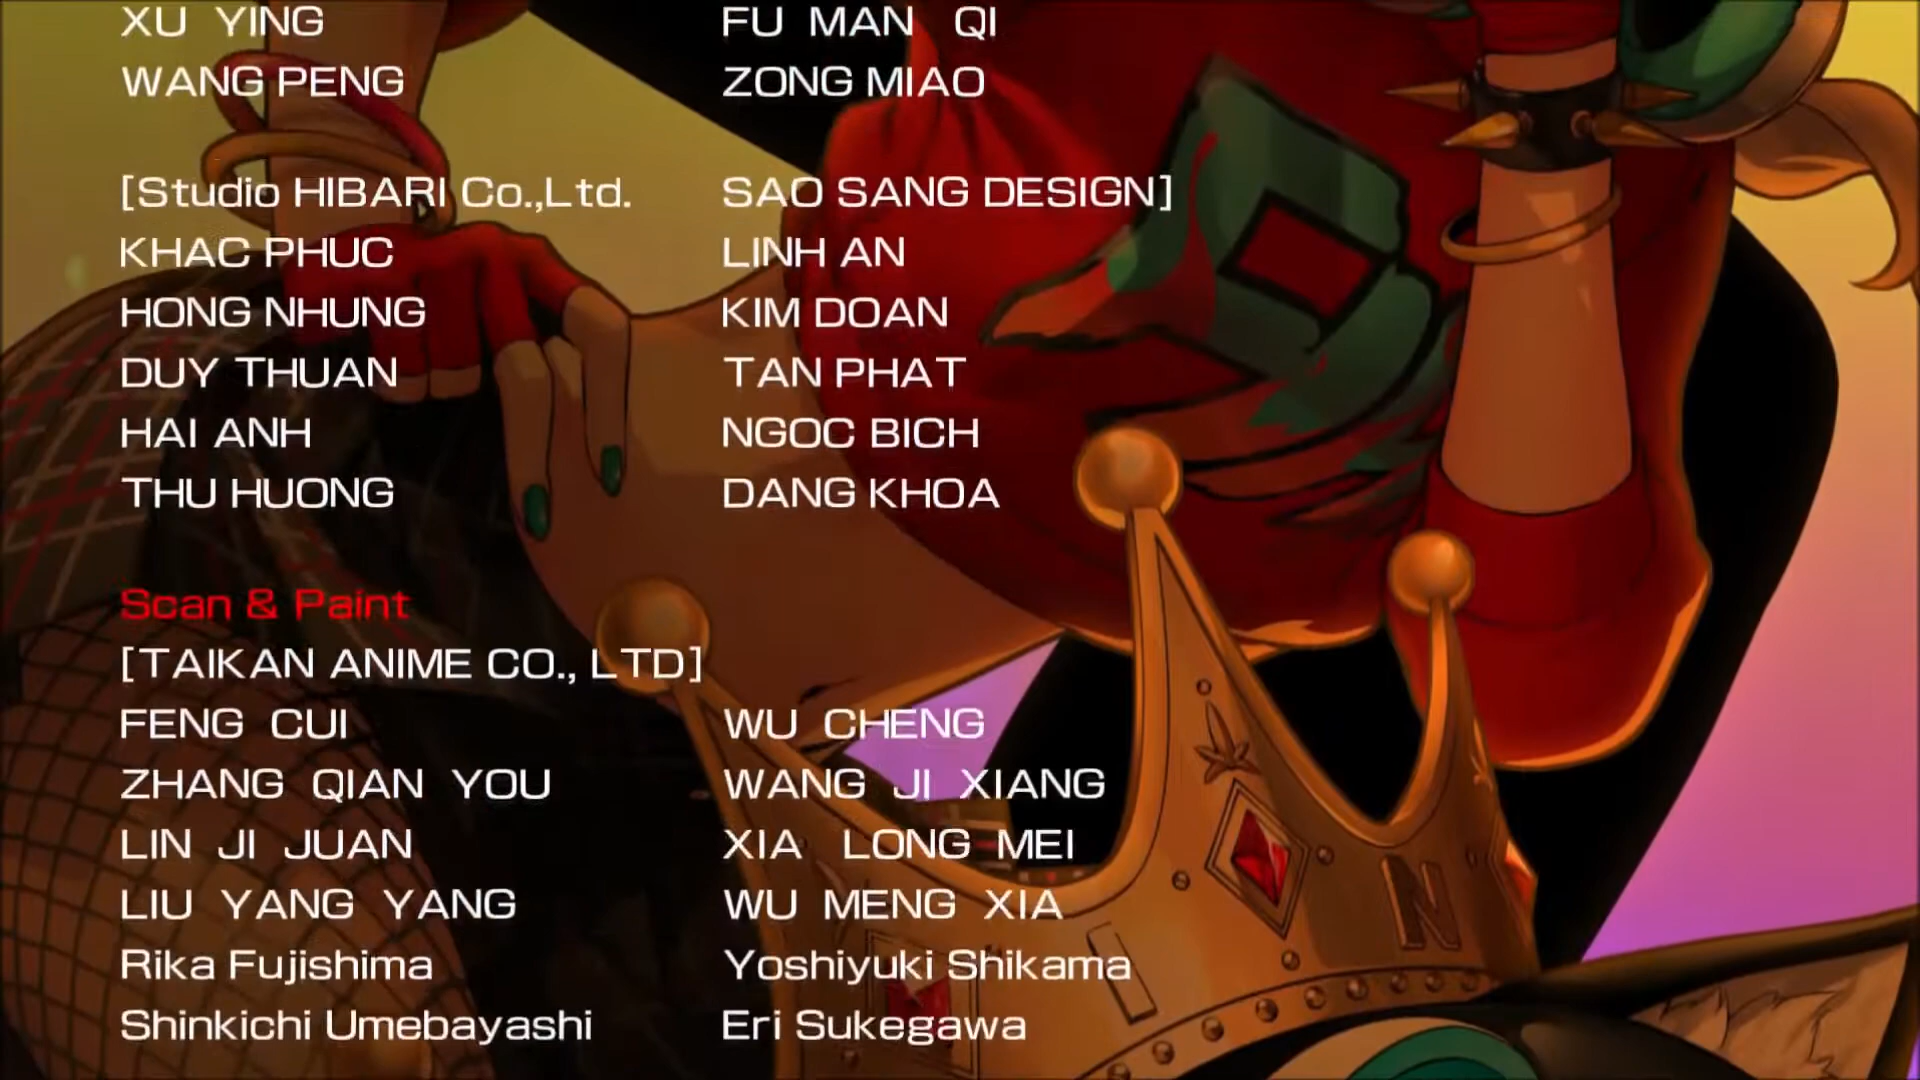 XU YING FU MAN QI
WANG PENG ZONG MIAO
[Studio HIBARI Co.,Ltd. SAO SANG DESIGN]
KHAC PHUC LINH AN
HONG NHUNG KIM DOAN
DUY THUAN TAN PHAT
HAI ANH NGOC BICH
THU HUONG DANG KHOA
Scan & Paint
[TAIKAN ANIME CO., LTD]
FENG CUI WU CHENG
ZHANG QIAN YOU WANG JI XIANG
LIN JI JUAN XIA LONG MEI
LIU YANG YANG WU MENG XIA
Rika Fujishima Yoshiyuki Shikama
Shinkichi Umebayashi Eri Sukegawa
I N